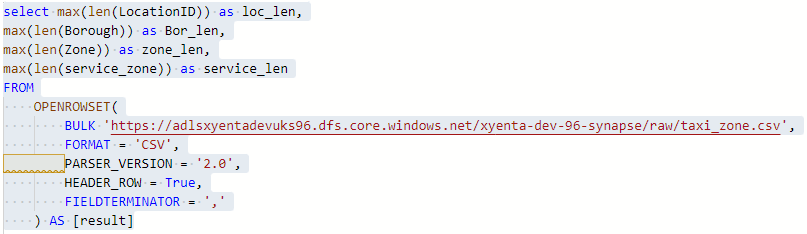 select max(len(LocationID)) as loc_len,
max(len(Borough)) as Bor_len,
max(len(Zone)) as zone_len,
max(len(service_zone)) as service_len
FROM
    OPENROWSET(
        BULK 'https://adlsxyentadevuks96.dfs.core.windows.net/xyenta-dev-96-synapse/raw/taxi_zone.csv',
        FORMAT = 'CSV',
        PARSER_VERSION = '2.0',
        HEADER_ROW = True,
        FIELDTERMINATOR = ','
    ) AS [result]